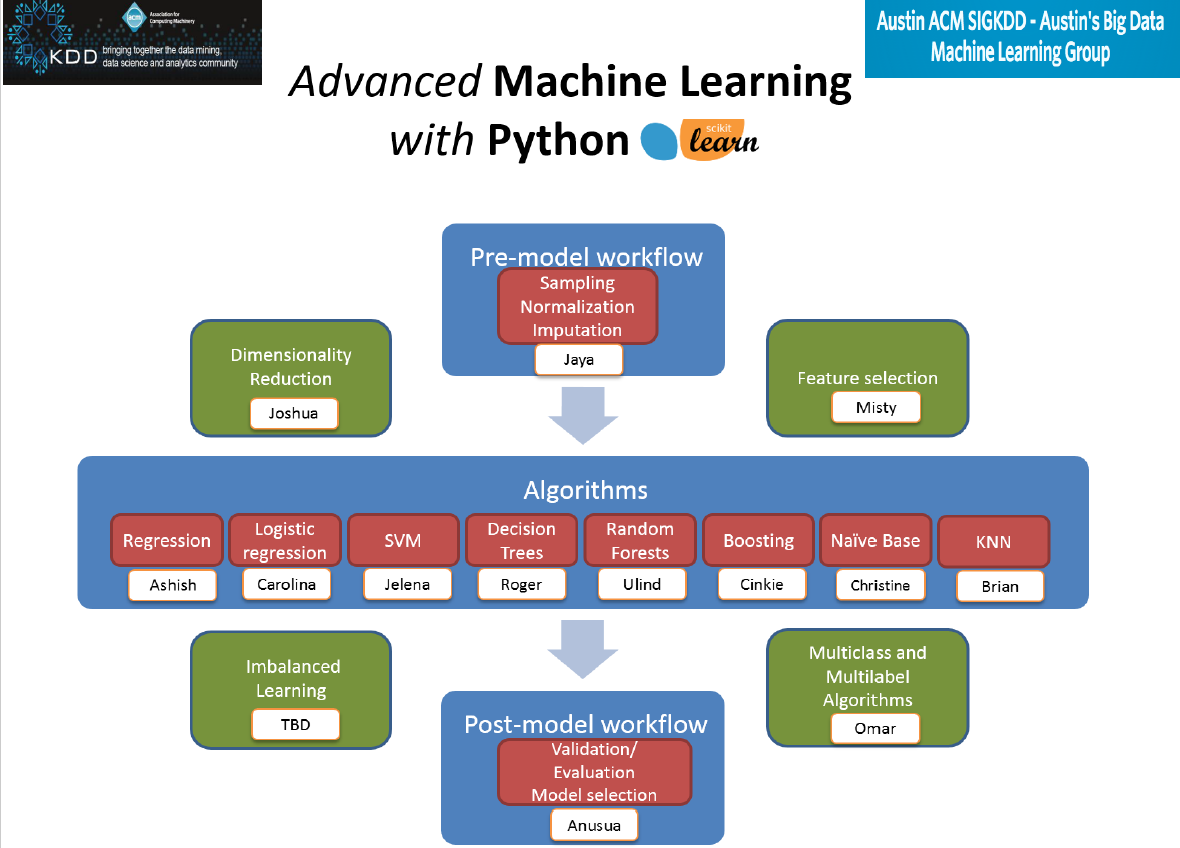 acm
Association for
Computing Machinery
KDD
bringing together the data mining,
data science and analytics community
Austin ACM SIGKDD - Austin's Big Data
Machine Learning Group
Advanced Machine Learning
with Python
scikit
learn
Pre-model workflow
Sampling
Normalization
Imputation
Jaya
Dimensionality
Reduction
Joshua
Feature selection
Misty
Algorithms
Regression
Ashish
Logistic
regression
Carolina
SVM
Jelena
Decision
Trees
Roger
Random
Forests
Ulind
Boosting
Cinkie
Naïve Base
Christine
KNN
Brian
Imbalanced
Learning
TBD
Multiclass and
Multilabel
Algorithms
Omar
Post-model workflow
Validation/
Evaluation
Model selection
Anusua